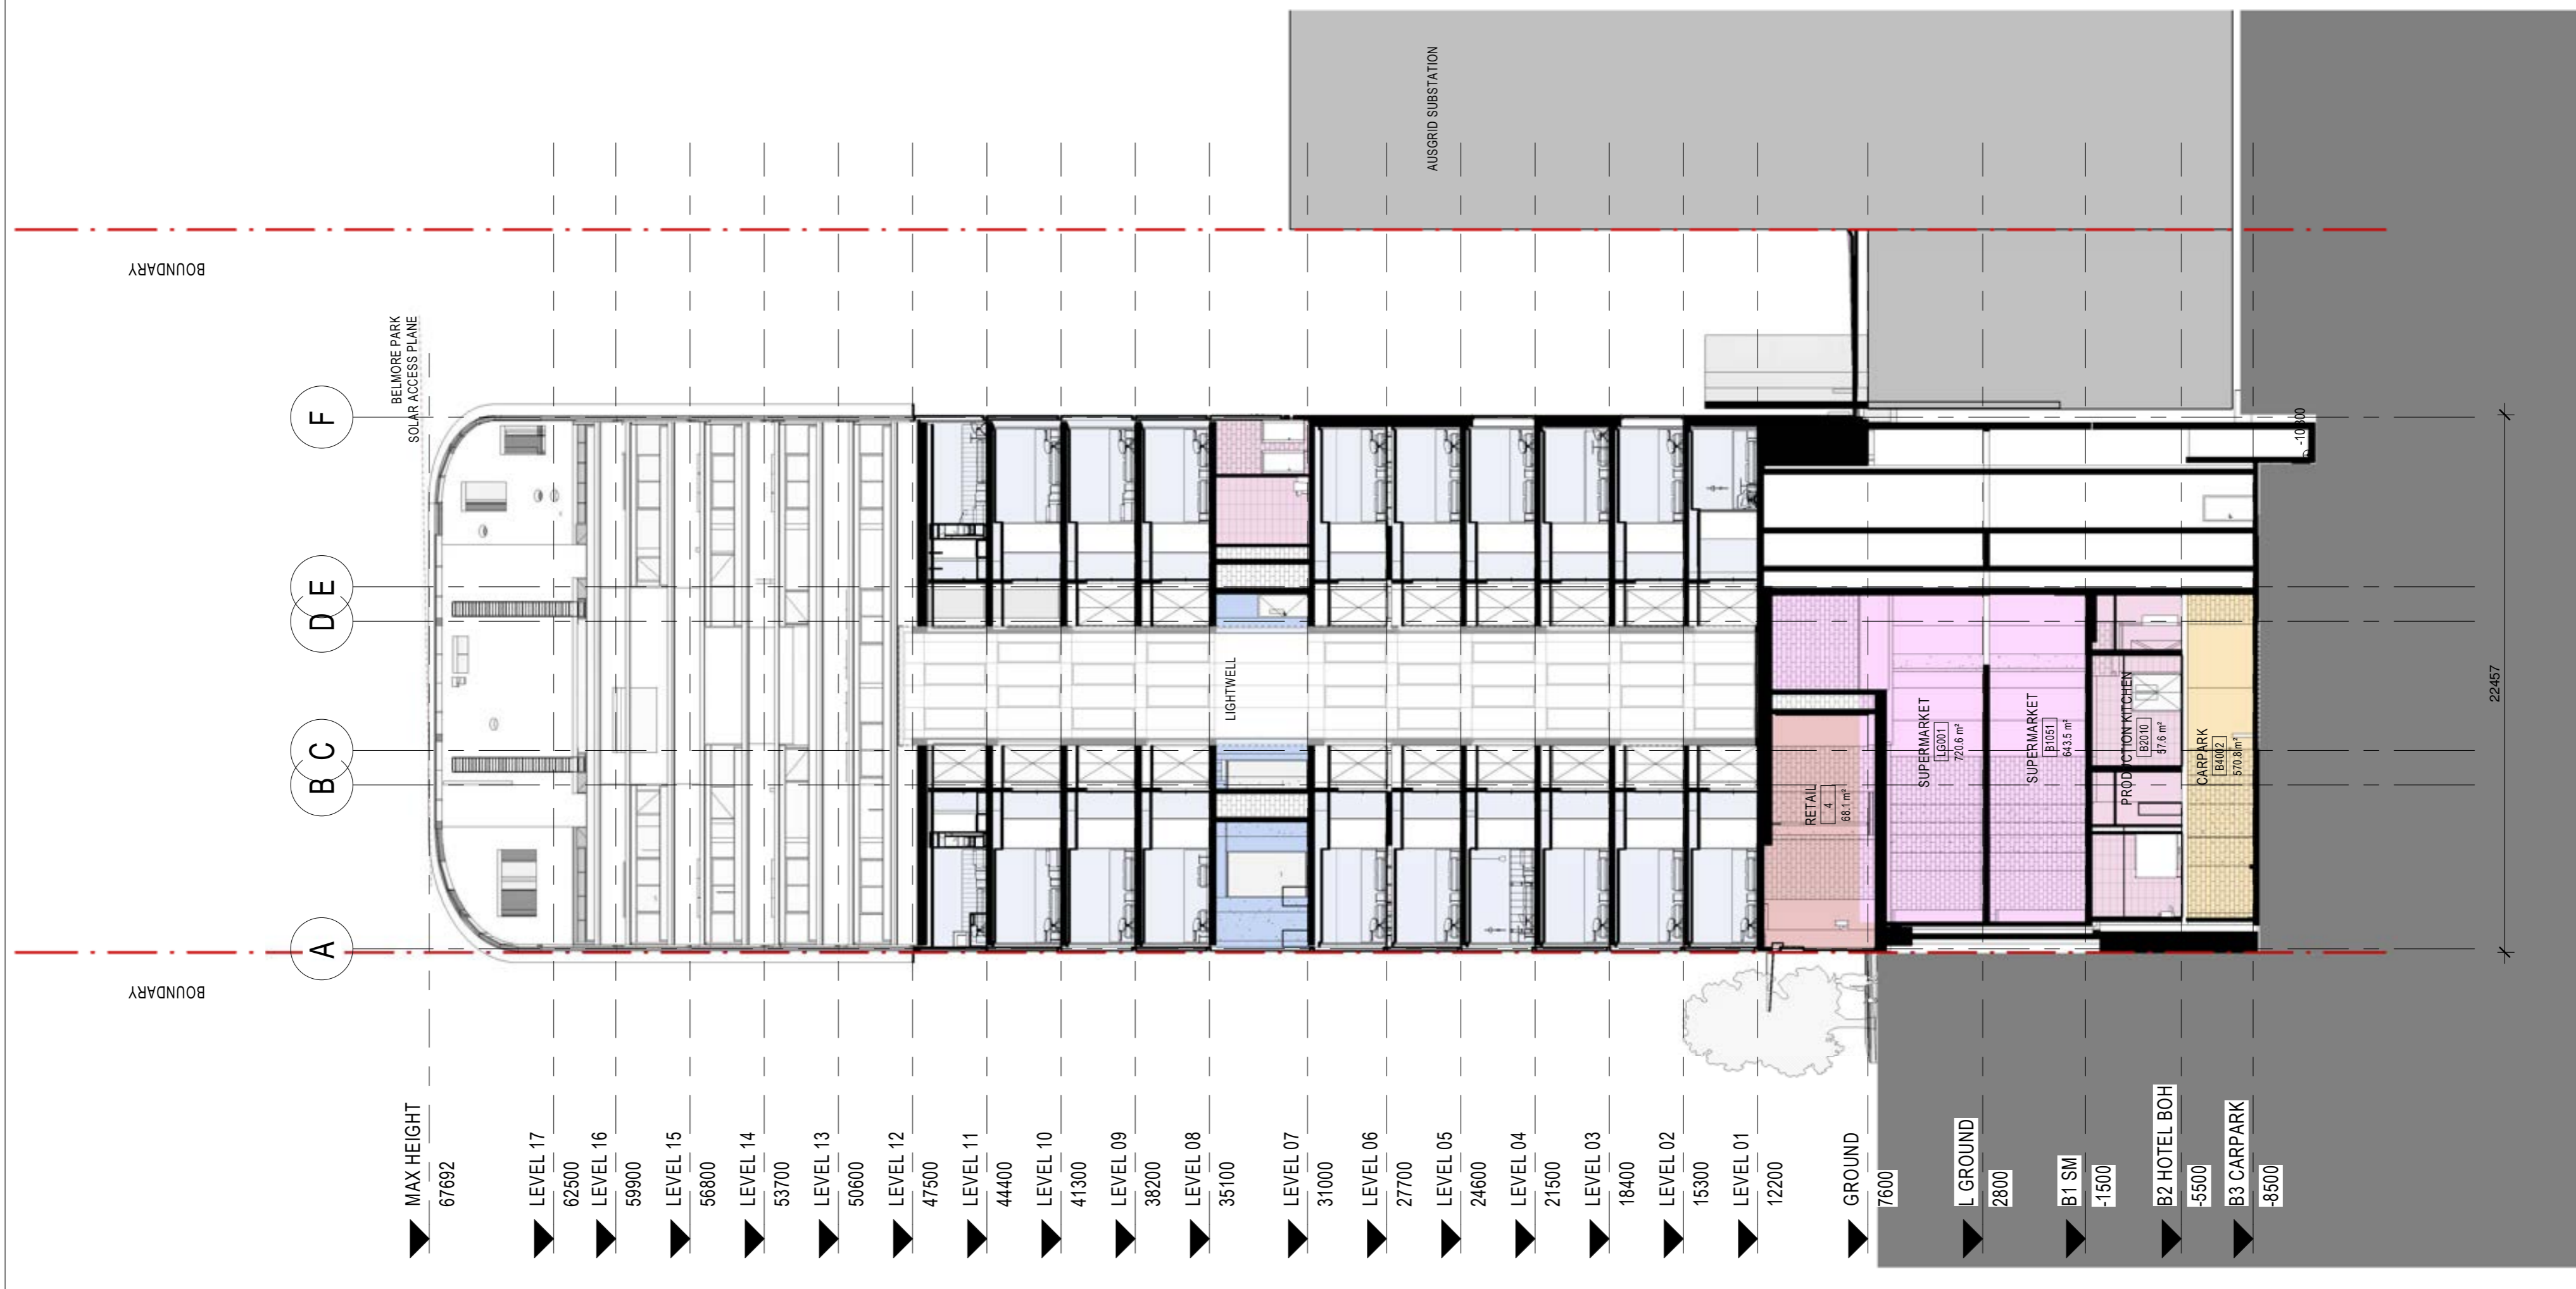 BOUNDARY
BOUNDARY
BELMORE PARK
SOLAR ACCESS PLANE
A
B
C
D
E
F
MAX HEIGHT
67692
LEVEL 17
62500
LEVEL 16
59900
LEVEL 15
56800
LEVEL 14
53700
LEVEL 13
50600
LEVEL 12
47500
LEVEL 11
44400
LEVEL 10
41300
LEVEL 09
38200
LEVEL 08
35100
LEVEL 07
31000
LEVEL 06
27700
LEVEL 05
24600
LEVEL 04
21500
LEVEL 03
18400
LEVEL 02
15300
LEVEL 01
12200
GROUND
7600
L GROUND
2800
B1 SM
-1500
B2 HOTEL BOH
-5500
B3 CARPARK
-8500
LIGHTWELL
AUSGRID SUBSTATION
RETAIL
4
68.1 m²
SUPERMARKET
LG001
720.6 m²
SUPERMARKET
B1051
643.5 m²
PRODUCTION KITCHEN
B2010
57.6 m²
CARPARK
B4002
570.8 m²
22457